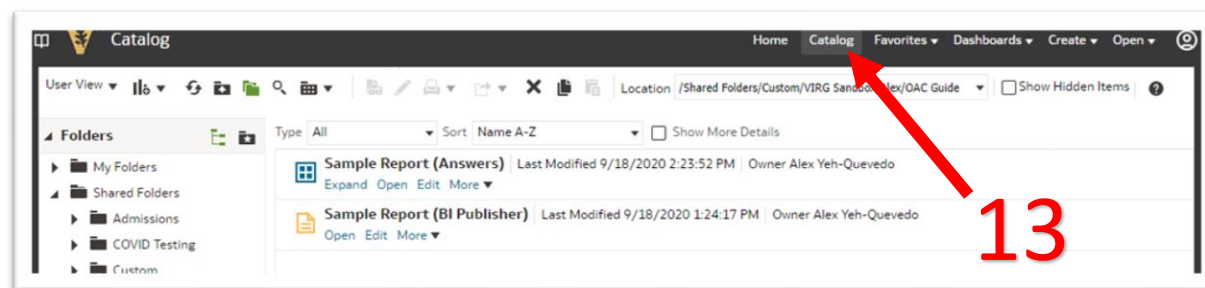 Catalog Home Catalog Favorites Dashboards Create Open
User View Location /Shared Folders/Custom/VIRG lex/OAC Guide Show Hidden Items
Folders Type All Sort Name A-Z Show More Details
My Folders
Shared Folders
Admissions
COVID Testing
Custom
Sample Report (Answers) Last Modified 9/18/2020 2:23:52 PM Owner Alex Yeh-Quevedo
Expand Open Edit More
Sample Report (BI Publisher) Last Modified 9/18/2020 1:24:17 PM Owner Alex Yeh-Quevedo
Open Edit More
13